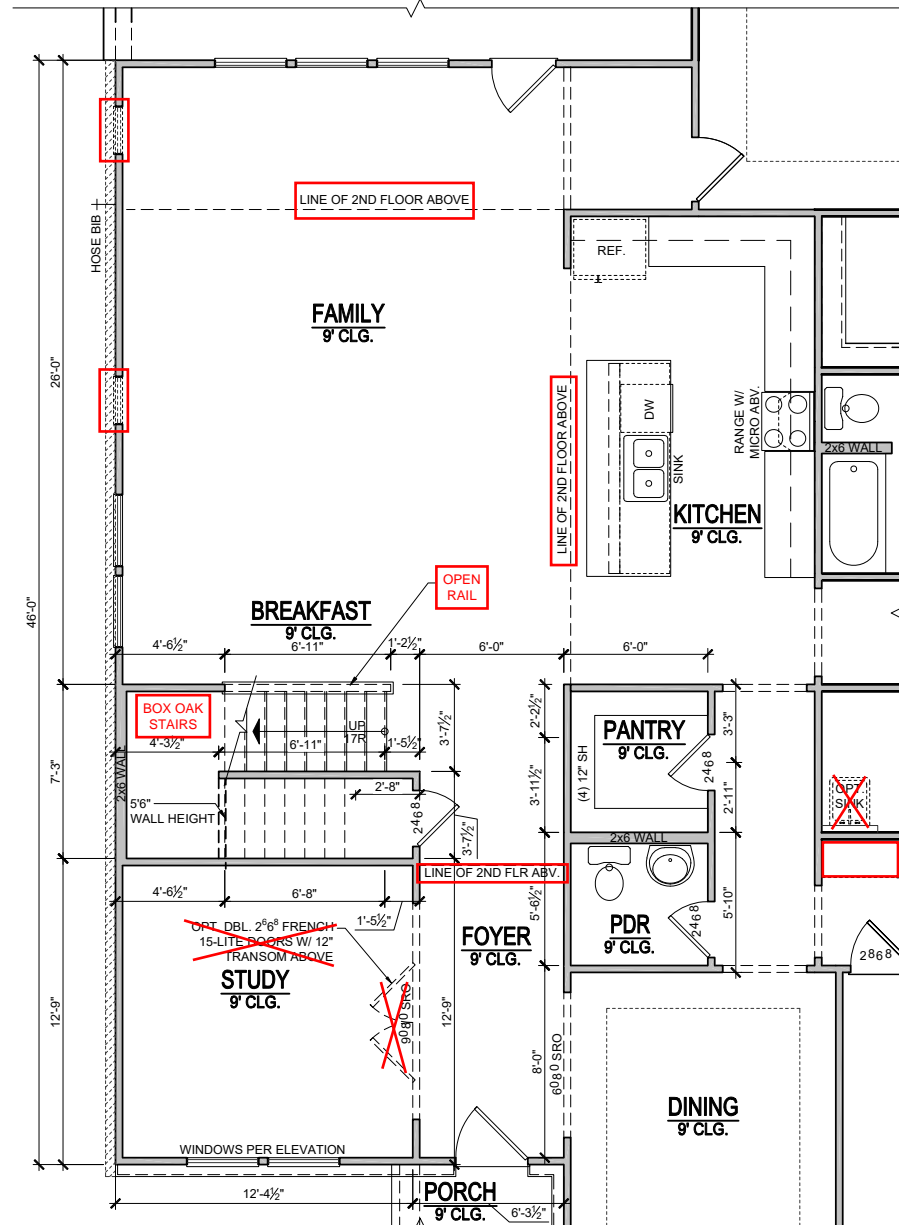 LINE OF 2ND FLOOR ABOVE
HOSE BIB
REF.
FAMILY
9' CLG.
26'-0"
LINE OF 2ND FLOOR ABOVE
DW
SINK
RANGE W/
MICRO ABV.
2x6 WALL
KITCHEN
9' CLG.
OPEN
RAIL
46'-0"
BREAKFAST
9' CLG.
4'-6½"
6'-11"
1'-2½"
6'-0"
6'-0"
BOX OAK
STAIRS
UP
17R
4'-3½"
6'-11"
1'-5½"
3'-7½"
2'-2½"
3'-3"
PANTRY
9' CLG.
(4) 12" SH
2468
7'-3"
2x6 WALL
5'6"
WALL HEIGHT
2'-8"
2468
3'-7½"
3'-11½"
2'-11"
OPT.
SINK
2x6 WALL
LINE OF 2ND FLR ABV.
4'-6½"
6'-8"
1'-5½"
5'-6½"
5'-10"
OPT. DBL. 2⁶6⁸ FRENCH
15-LITE DOORS W/ 12"
TRANSOM ABOVE
FOYER
9' CLG.
PDR
9' CLG.
2468
2868
STUDY
9' CLG.
9080 SRO
12'-9"
12'-9"
8'-0"
6080 SRO
DINING
9' CLG.
WINDOWS PER ELEVATION
12'-4½"
PORCH
9' CLG.
6'-3½"